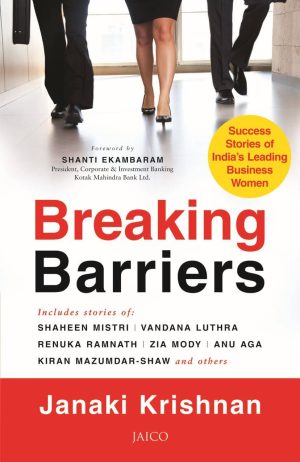 Foreword by
SHANTI EKAMBARAM
President, Corporate & Investment Banking
Kotak Mahindra Bank Ltd.
Success
Stories of
India's Leading
Business
Women
Breaking
Barriers
Includes stories of:
SHAHEEN MISTRI | VANDANA LUTHRA
RENUKA RAMNATH | ZIA MODY | ANU AGA
KIRAN MAZUMDAR-SHAW and others
Janaki Krishnan
JAICO